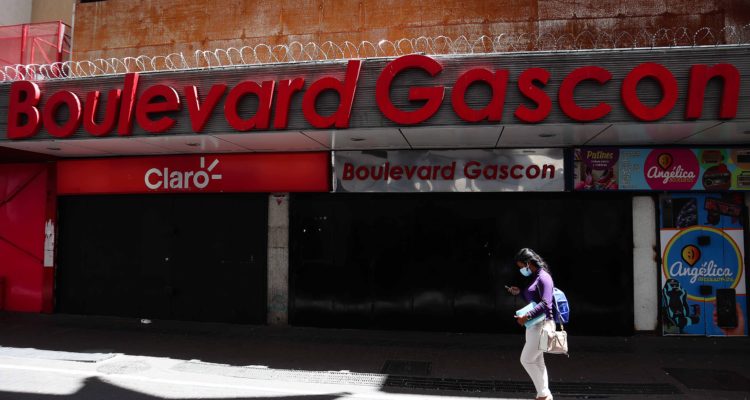 Boulevard Gascon
Claro
Boulevard Gascon
Patines
Angélica
Angélica